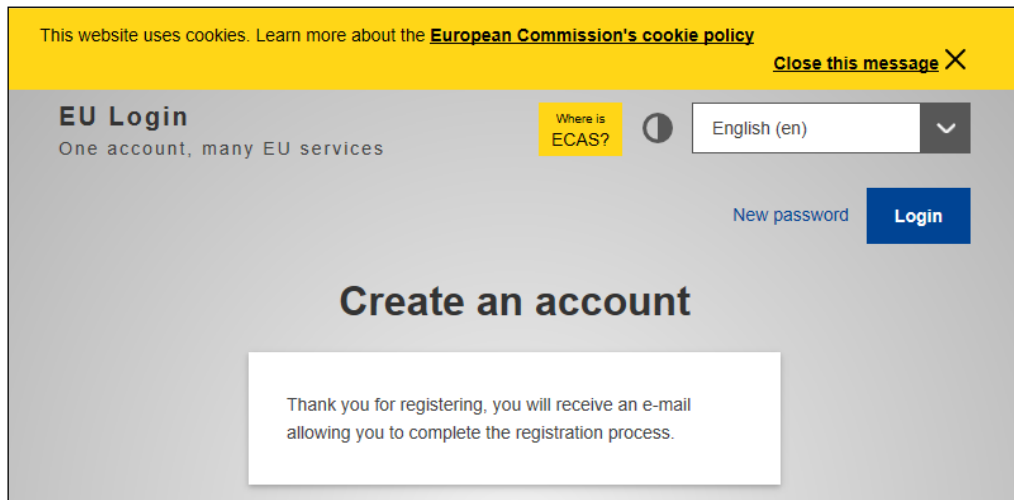 This website uses cookies. Learn more about the European Commission's cookie policy
Close this message
EU Login
One account, many EU services
Where is
ECAS?
English (en)
New password
Login
Create an account
Thank you for registering, you will receive an e-mail
allowing you to complete the registration process.